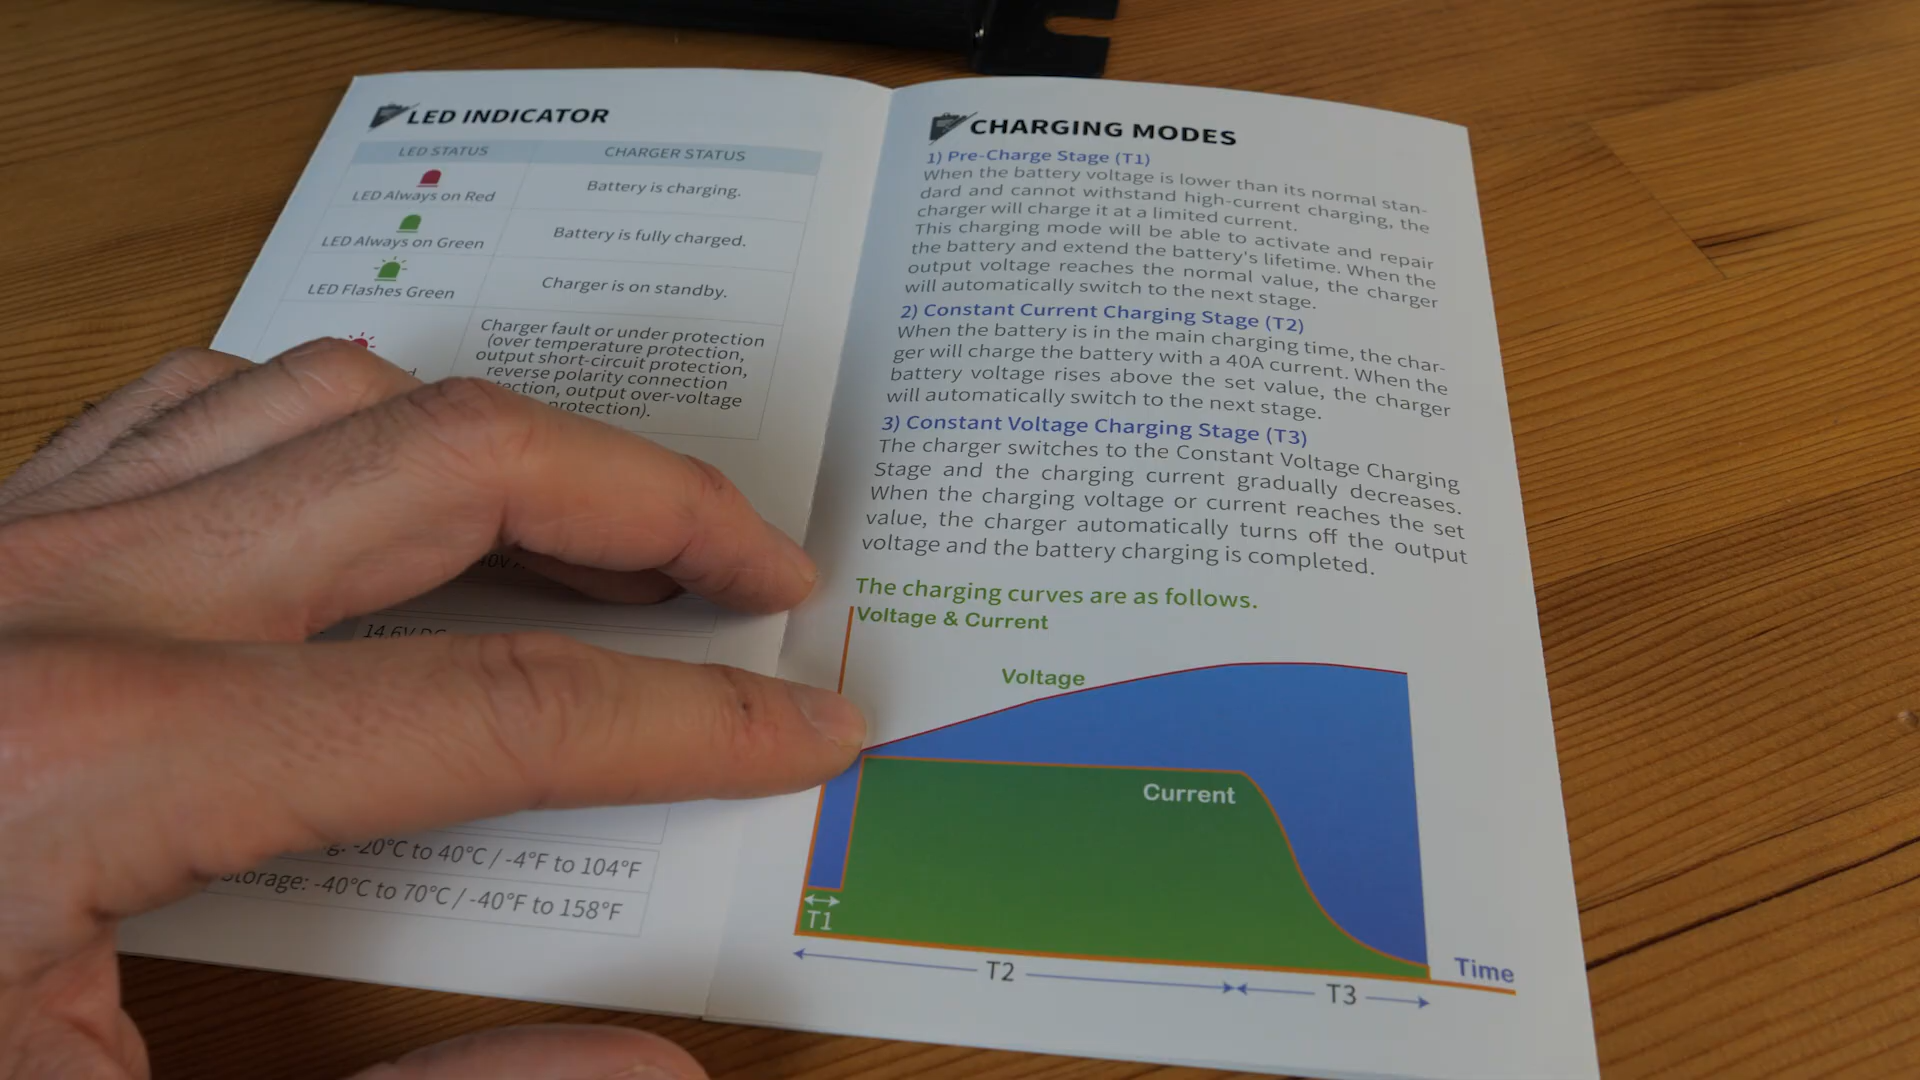 LED INDICATOR
LED STATUS
CHARGER STATUS
LED Always on Red
Battery is charging.
LED Always on Green
Battery is fully charged.
LED Flashes Green
Charger is on standby.
Charger fault or under protection
(over temperature protection,
output short-circuit protection,
reverse polarity connection
output over-voltage
protection).
14.6V DC
-20°C to 40°C / -4°F to 104°F
Storage: -40°C to 70°C / -40°F to 158°F
CHARGING MODES
1) Pre-Charge Stage (T1)
When the battery voltage is lower than its normal stan-
dard and cannot withstand high-current charging, the
charger will charge it at a limited current.
This charging mode will be able to activate and repair
the battery and extend the battery's lifetime. When the
output voltage reaches the normal value, the charger
will automatically switch to the next stage.
2) Constant Current Charging Stage (T2)
When the battery is in the main charging time, the char-
ger will charge the battery with a 40A current. When the
battery voltage rises above the set value, the charger
will automatically switch to the next stage.
3) Constant Voltage Charging Stage (T3)
The charger switches to the Constant Voltage Charging
Stage and the charging current gradually decreases.
When the charging voltage or current reaches the set
value, the charger automatically turns off the output
voltage and the battery charging is completed.
The charging curves are as follows.
Voltage & Current
Voltage
Current
T1
T2
T3
Time